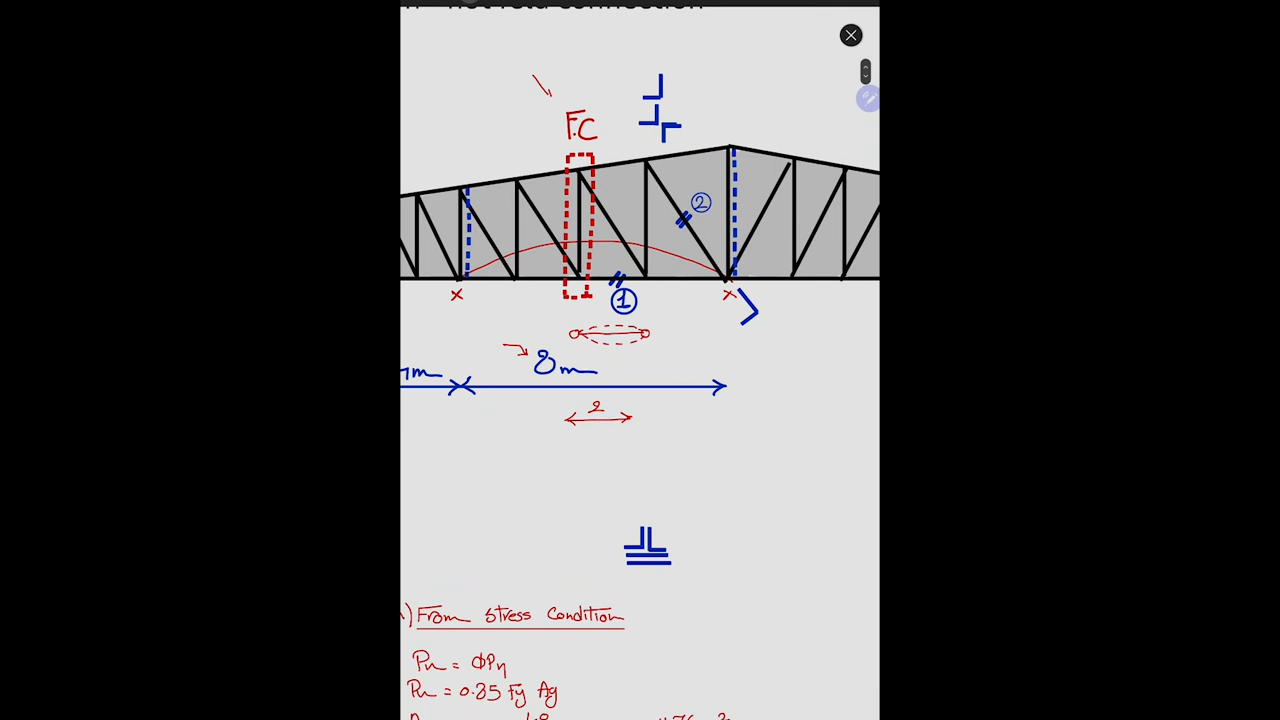 F.C
②
x x
①
8m
2
From Stress Condition
Pu = ΦPn
Pu = 0.85 Fy Ag